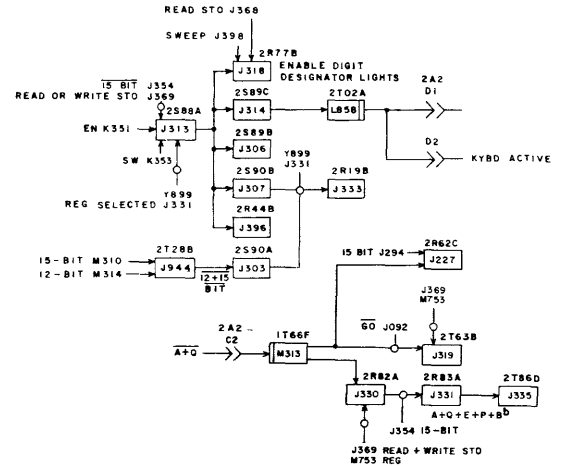 READ STO J368
SWEEP J398
2R77B
J318
ENABLE DIGIT
DESIGNATOR LIGHTS
15 BIT J354
READ OR WRITE STO J369
2S88A
J313
EN K351
SW K353
Y899
REG SELECTED J331
2S89C
J314
2T02A
L858
2A2
D1
D2
KYBD ACTIVE
2S89B
J306
Y899
J331
2S90B
J307
2R19B
J333
2R44B
J396
15-BIT M310
12-BIT M314
2T28B
J944
12+15
BIT
2S90A
J303
15 BIT J294
2R62C
J227
J369
M753
A+Q
2A2-
C2
1T66F
M313
GO J092
2T63B
J319
2R82A
J330
2R83A
J331
2T86D
J335
A+Q+E+P+Bb
J354 15-BIT
J369 READ + WRITE STO
M753 REG